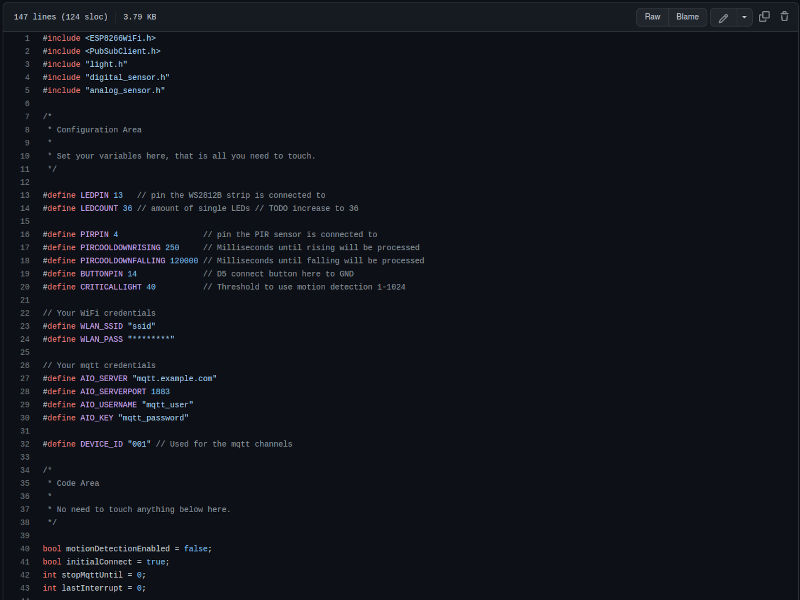 147 lines (124 sloc) 3.79 KB Raw Blame
1 #include <ESP8266WiFi.h>
2 #include <PubSubClient.h>
3 #include "light.h"
4 #include "digital_sensor.h"
5 #include "analog_sensor.h"
6
7 /*
8 * Configuration Area
9 *
10 * Set your variables here, that is all you need to touch.
11 */
12
13 #define LEDPIN 13 // pin the WS2812B strip is connected to
14 #define LEDCOUNT 36 // amount of single LEDs // TODO increase to 36
15
16 #define PIRPIN 4 // pin the PIR sensor is connected to
17 #define PIRCOOLDOWNRISING 250 // Milliseconds until rising will be processed
18 #define PIRCOOLDOWNFALLING 120000 // Milliseconds until falling will be processed
19 #define BUTTONPIN 14 // D5 connect button here to GND
20 #define CRITICALLIGHT 40 // Threshold to use motion detection 1-1024
21
22 // Your WiFi credentials
23 #define WLAN_SSID "ssid"
24 #define WLAN_PASS "********"
25
26 // Your mqtt credentials
27 #define AIO_SERVER "mqtt.example.com"
28 #define AIO_SERVERPORT 1883
29 #define AIO_USERNAME "mqtt_user"
30 #define AIO_KEY "mqtt_password"
31
32 #define DEVICE_ID "001" // Used for the mqtt channels
33
34 /*
35 * Code Area
36 *
37 * No need to touch anything below here.
38 */
39
40 bool motionDetectionEnabled = false;
41 bool initialConnect = true;
42 int stopMqttUntil = 0;
43 int lastInterrupt = 0;